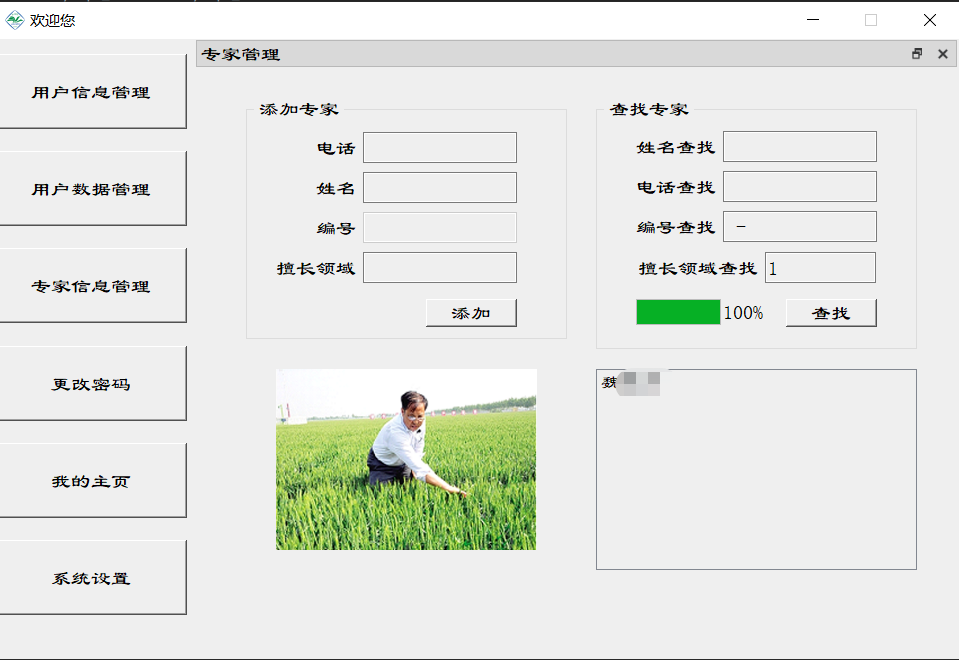 欢迎您
用户信息管理
用户数据管理
专家信息管理
更改密码
我的主页
系统设置
专家管理
添加专家
电话
姓名
编号
擅长领域
添加
查找专家
姓名查找
电话查找
编号查找 -
擅长领域查找 1
100% 查找
魏